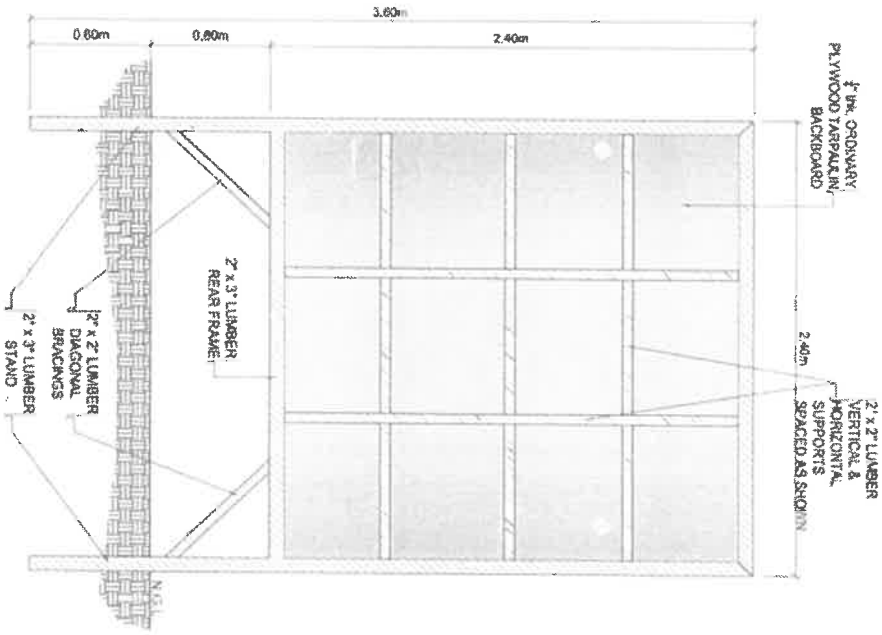 3.60m
0.60m
0.60m
2.40m
THK. ORDINARY
PLYWOOD TARPAULIN
BACKBOARD
2.40m
2" x 2" LUMBER
VERTICAL &
HORIZONTAL
SUPPORTS
SPACED AS SHOWN
2" x 3" LUMBER
REAR FRAME
2" x 2" LUMBER
DIAGONAL
BRACINGS
2" x 3" LUMBER
STAND